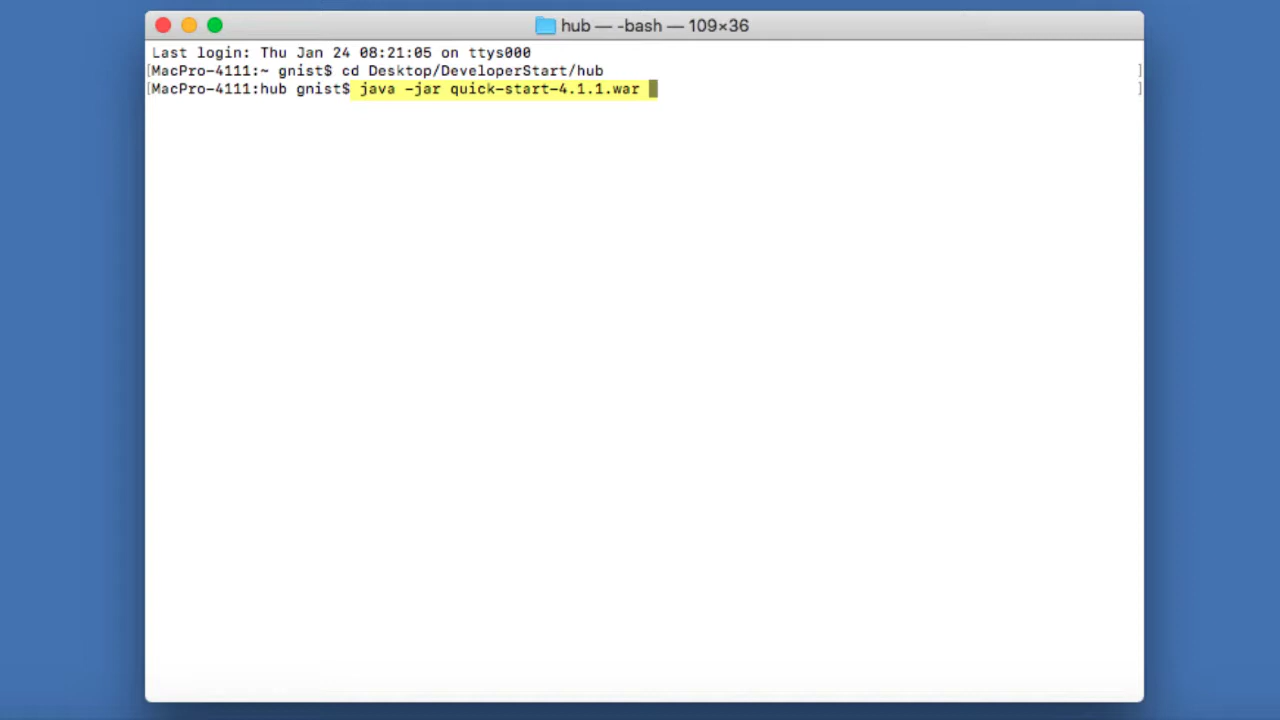 hub — -bash — 109×36
Last login: Thu Jan 24 08:21:05 on ttys000
[MacPro-4111:~ gnist$ cd Desktop/DeveloperStart/hub ]
[MacPro-4111:hub gnist$ java -jar quick-start-4.1.1.war ]